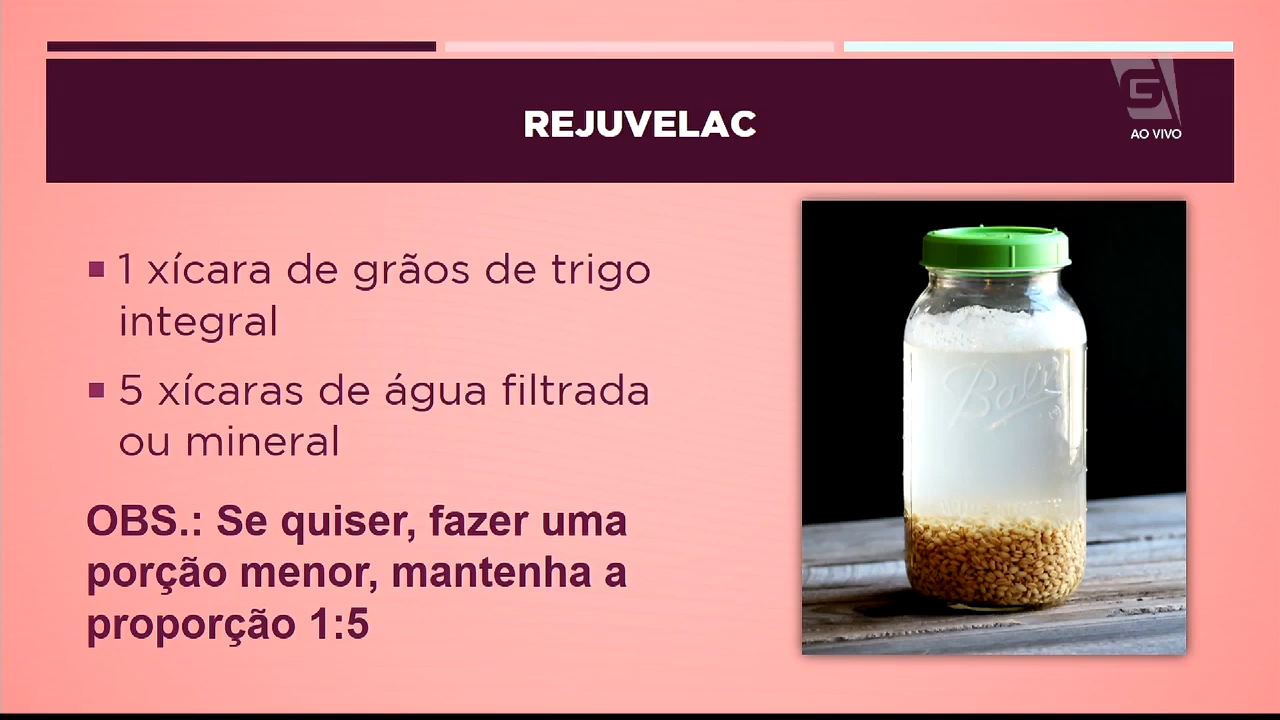 REJUVELAC
AO VIVO
1 xícara de grãos de trigo
integral
5 xícaras de água filtrada
ou mineral
OBS.: Se quiser, fazer uma
porção menor, mantenha a
proporção 1:5
Ball